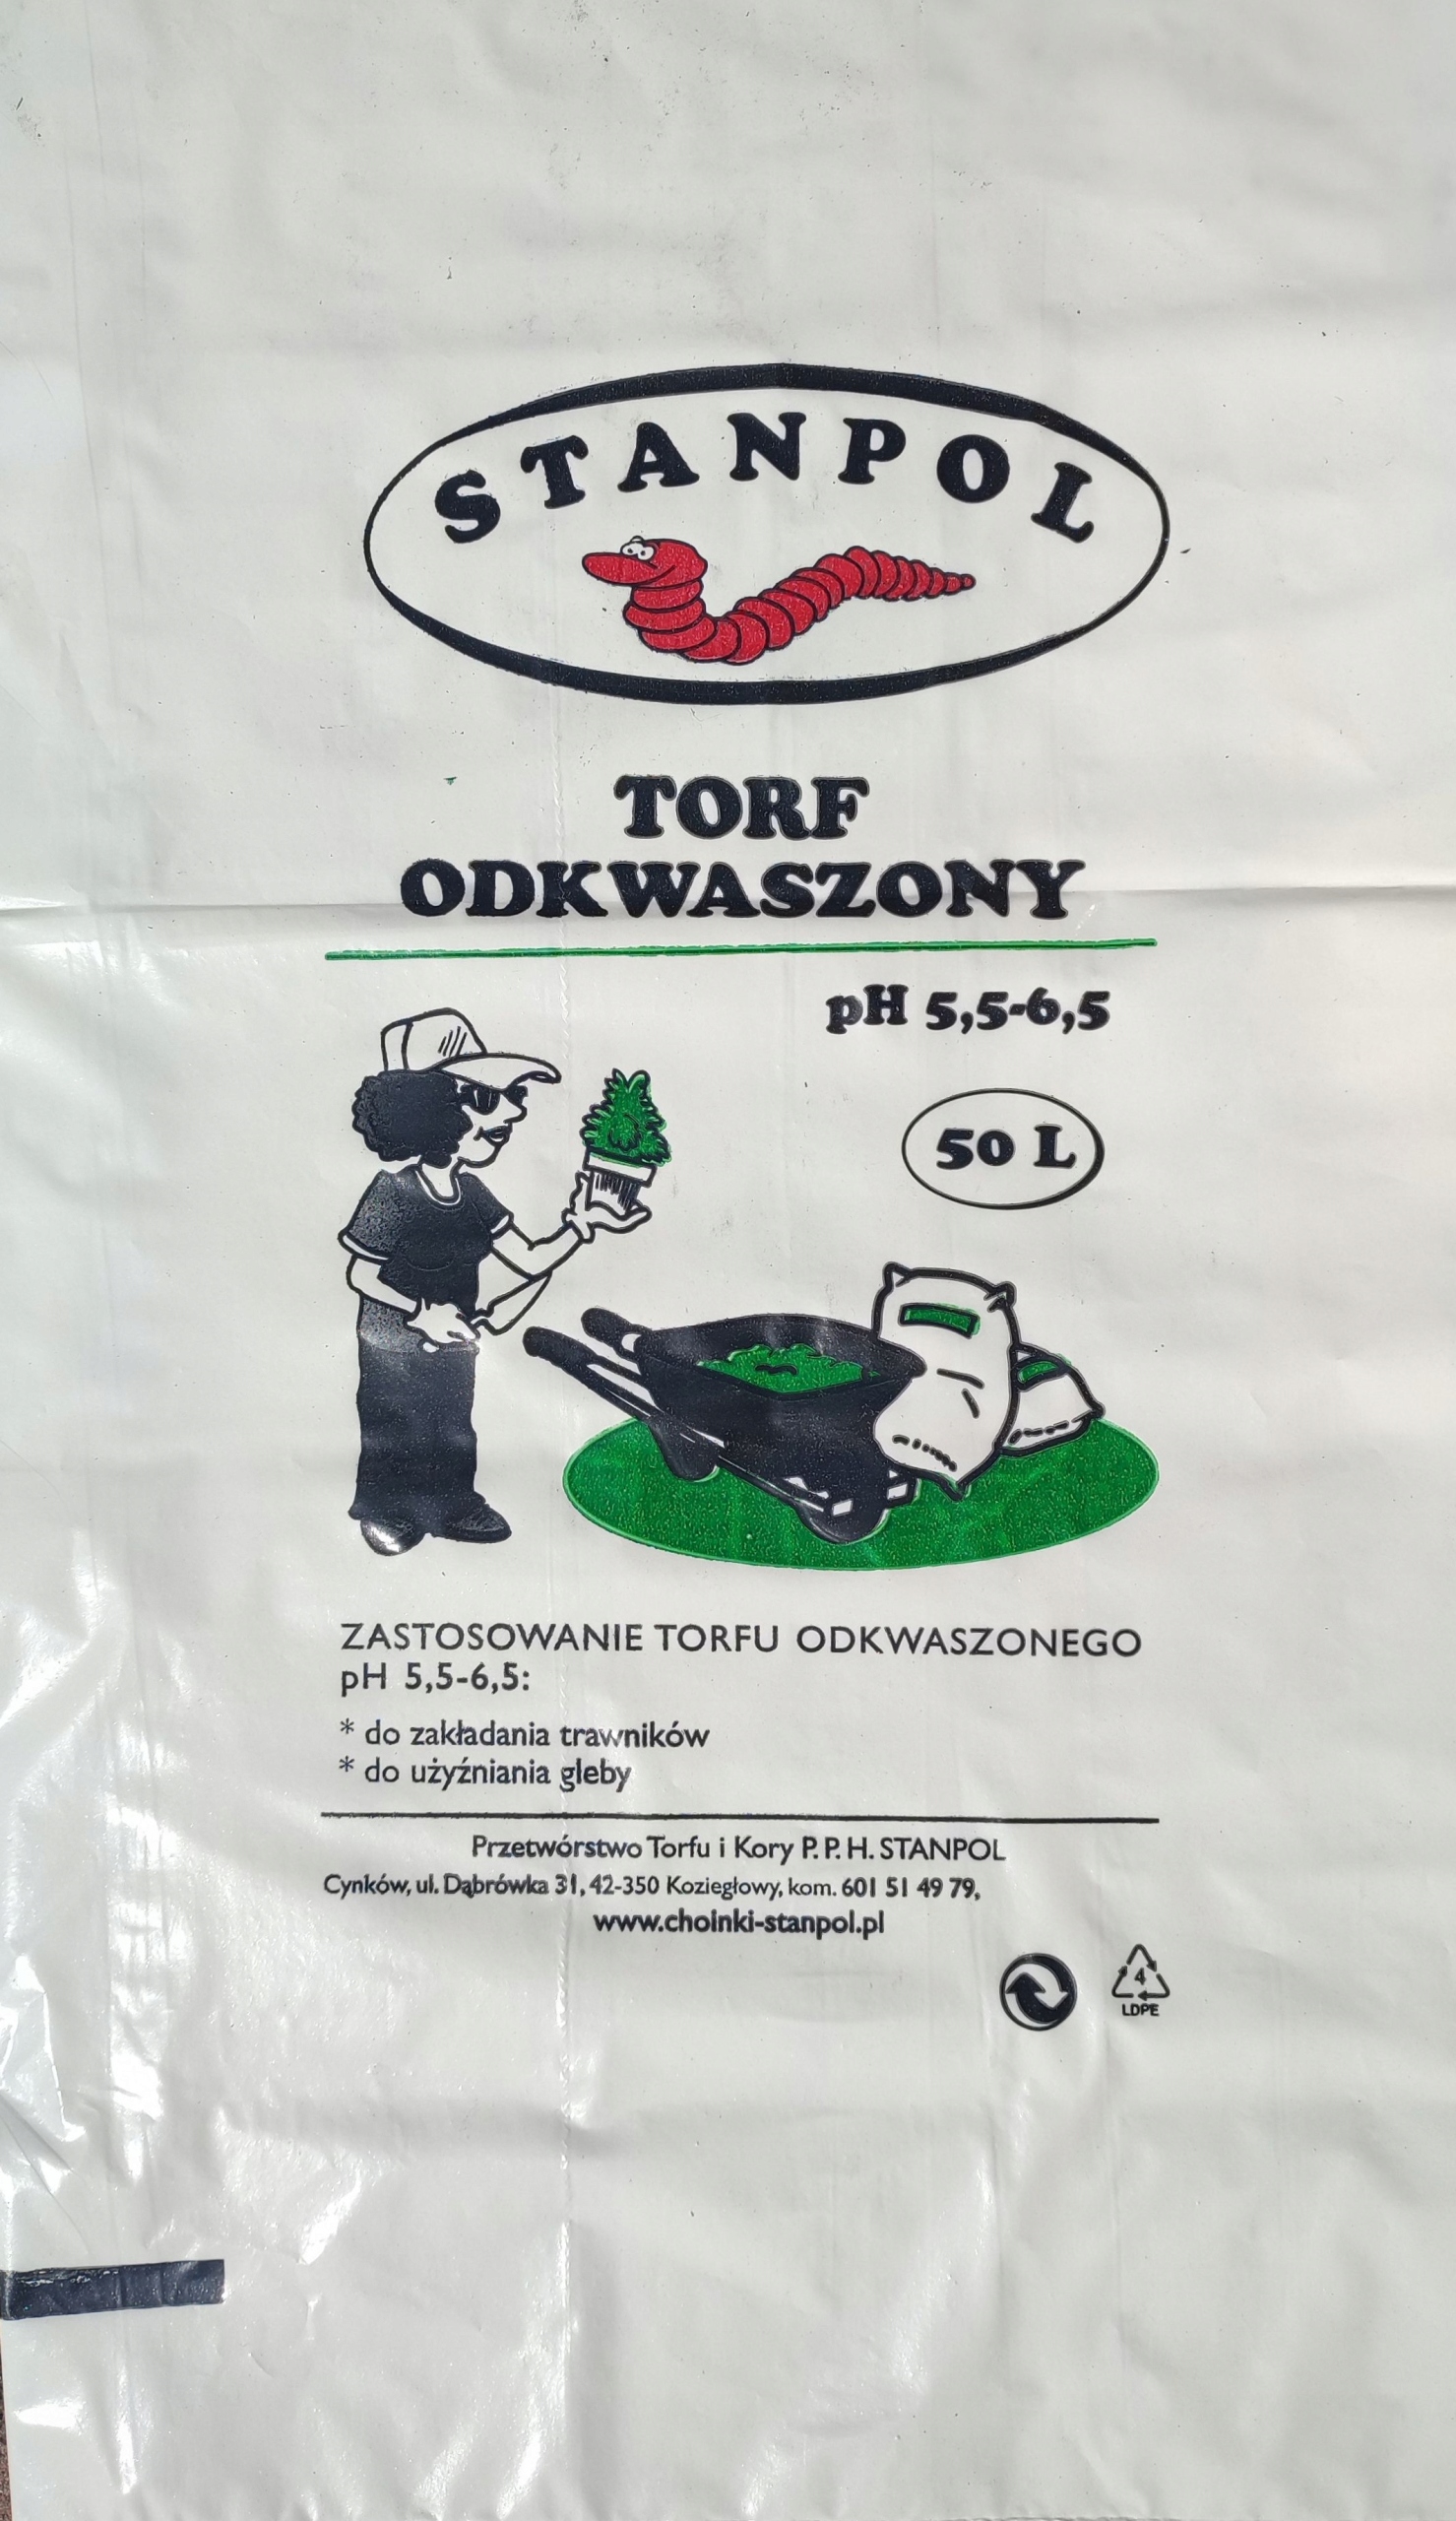 STANPOL
TORF
ODKWASZONY
pH 5,5-6,5
50 L
ZASTOSOWANIE TORFU ODKWASZONEGO
pH 5,5-6,5:
* do zakładania trawników
* do użyźniania gleby
Przetwórstwo Torfu i Kory P.P.H. STANPOL
Cynków, ul. Dąbrówka 31, 42-350 Koziegłowy, kom. 601 51 49 79,
www.choinki-stanpol.pl
4
LDPE